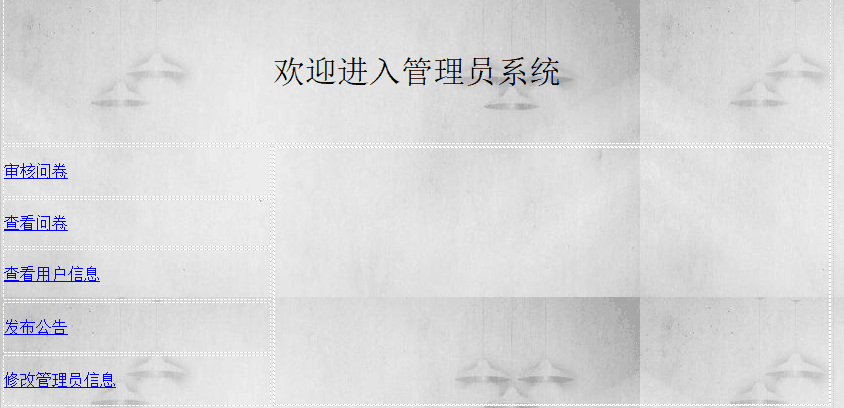 欢迎进入管理员系统
审核问卷
查看问卷
查看用户信息
发布公告
修改管理员信息